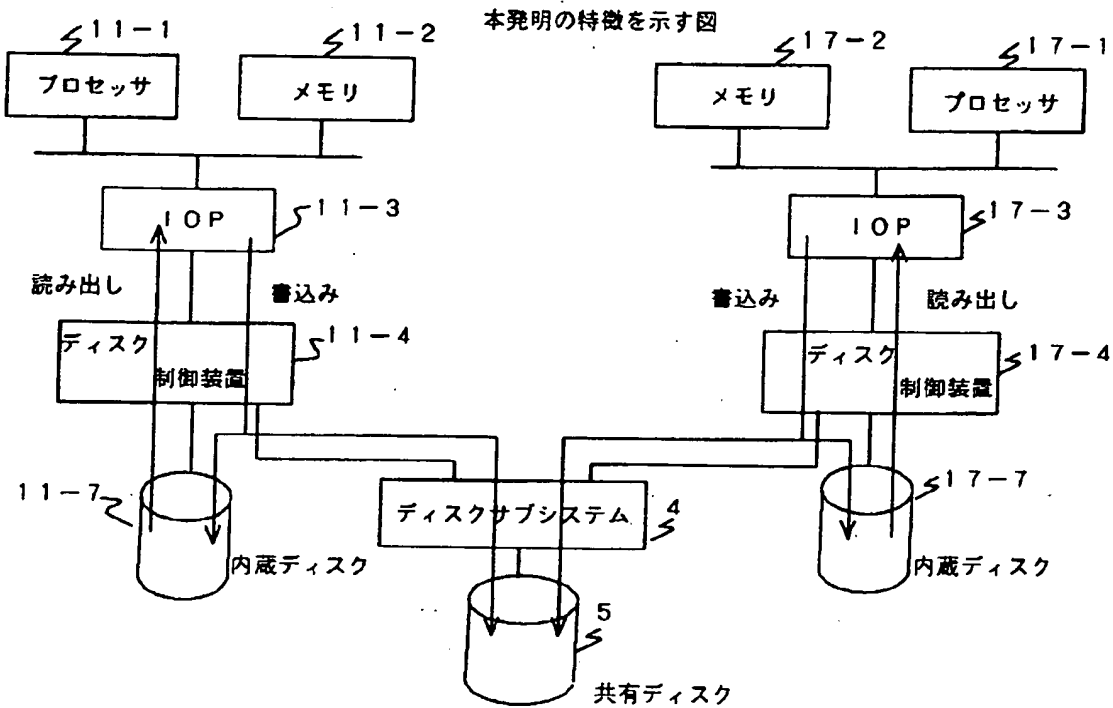 本発明の特徴を示す図
11-1
11-2
17-2
17-1
プロセッサ
メモリ
メモリ
プロセッサ
IOP
11-3
IOP
17-3
読み出し
書込み
書込み
読み出し
ディスク
制御装置
11-4
ディスク
制御装置
17-4
11-7
内蔵ディスク
ディスクサブシステム
4
17-7
内蔵ディスク
5
共有ディスク